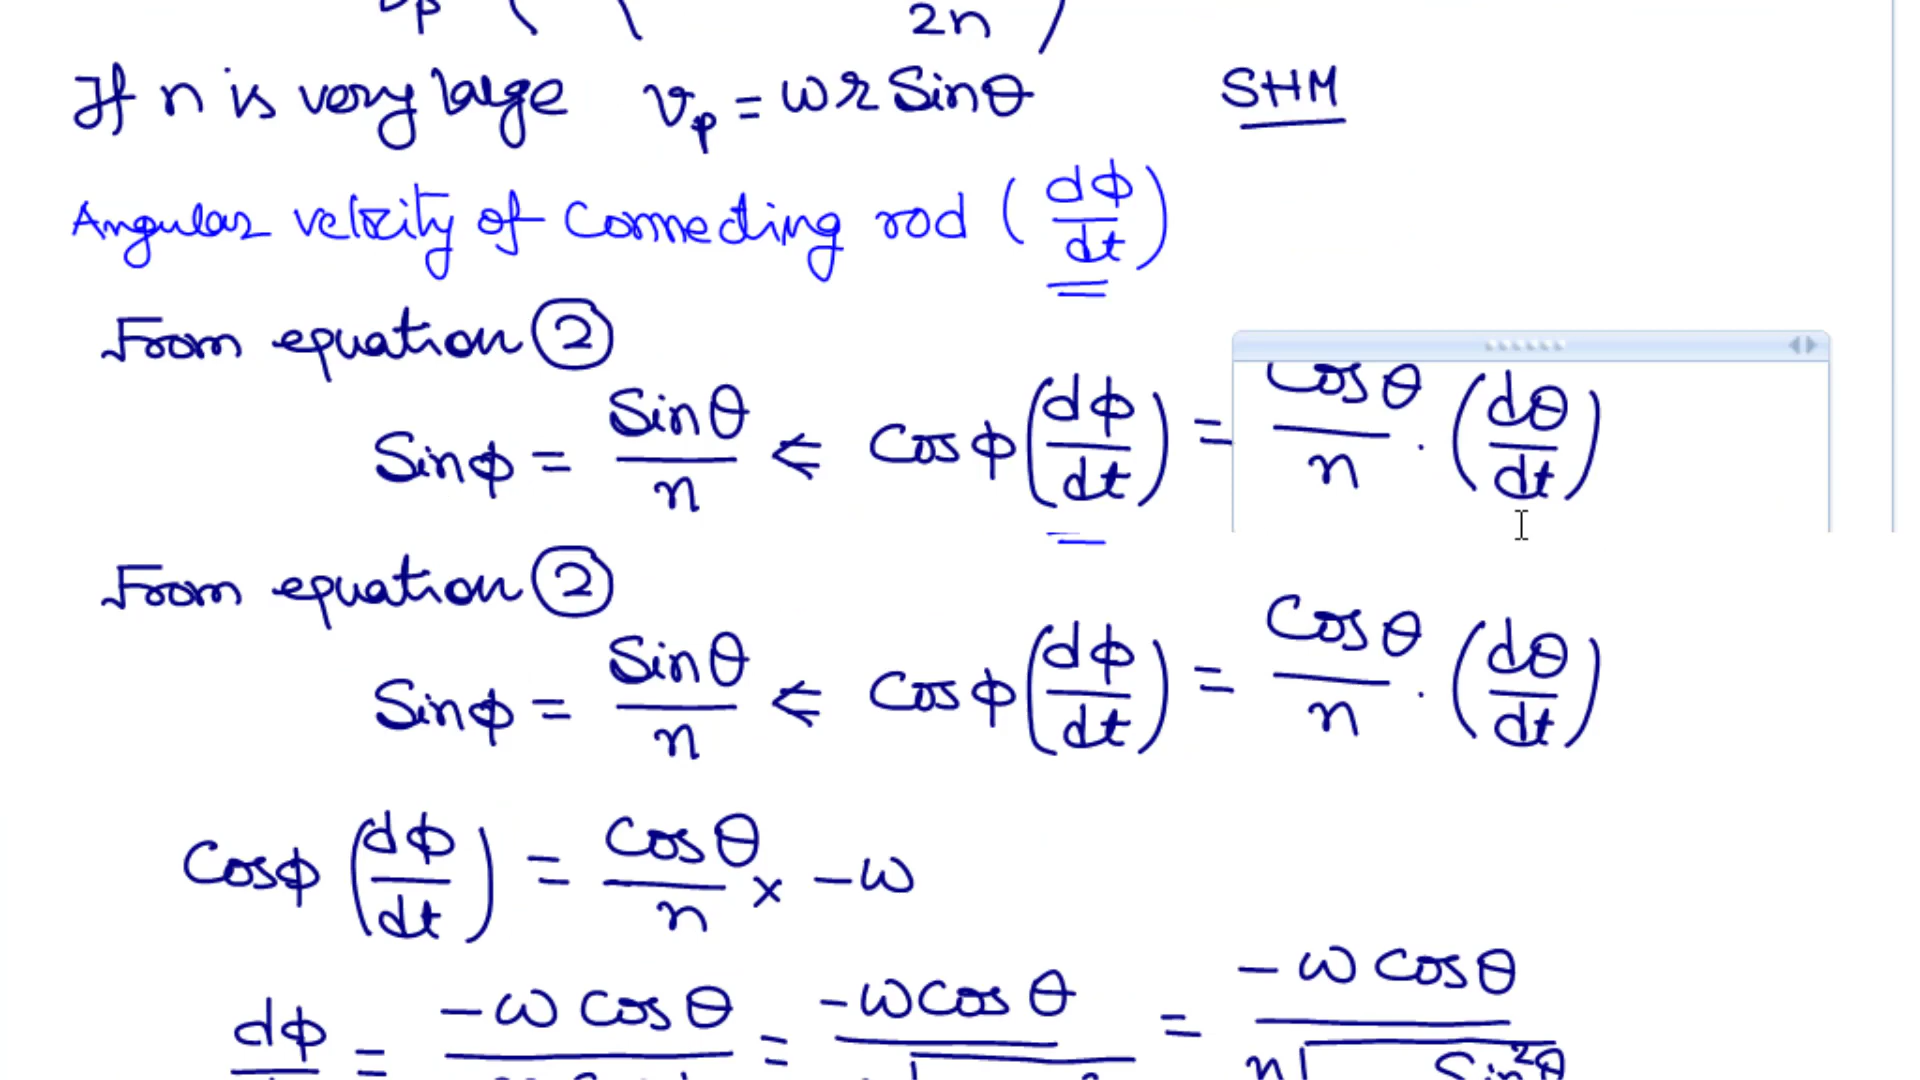 2n )
If n is very large vₚ = ωr Sinθ SHM
Angular velocity of Connecting rod (dφ/dt)
From equation ②
Sinφ = Sinθ/n ⇐ Cosφ (dφ/dt) = Cosθ/n · (dθ/dt)
From equation ②
Sinφ = Sinθ/n ⇐ Cosφ (dφ/dt) = Cosθ/n · (dθ/dt)
Cosφ (dφ/dt) = Cosθ/n × -ω
dφ = -ω Cosθ = -ω cosθ = -ω cosθ / n√ Sin²θ